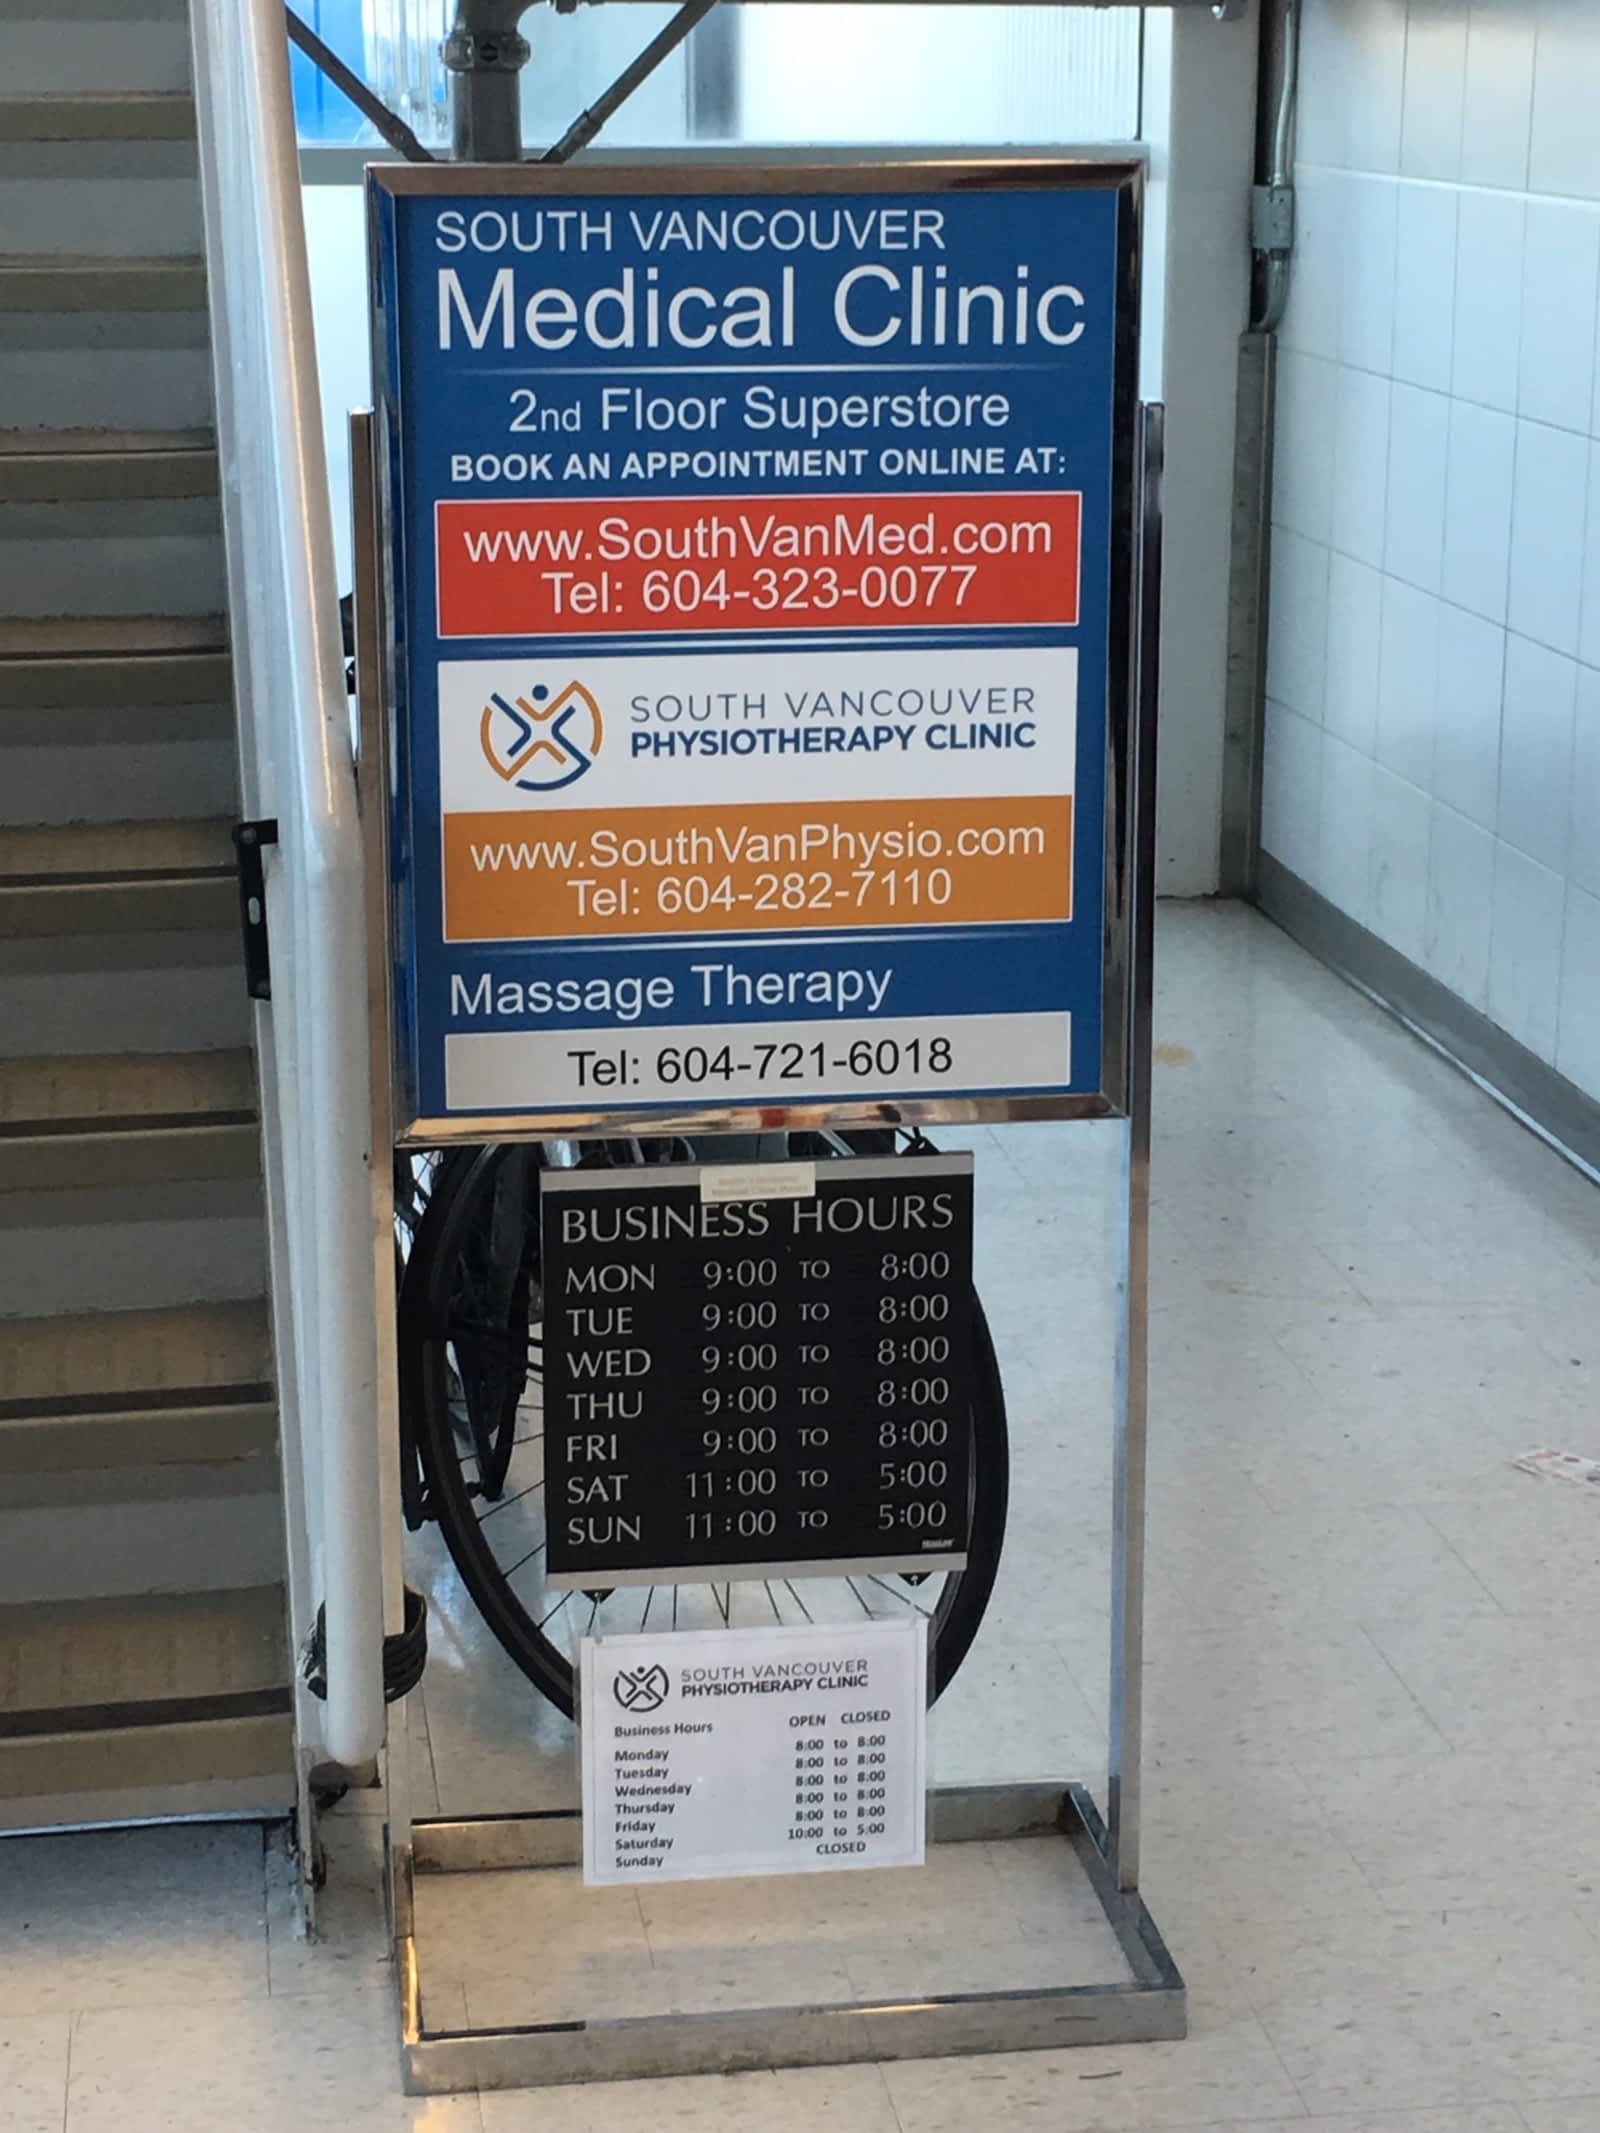 SOUTH VANCOUVER
Medical Clinic
2nd Floor Superstore
BOOK AN APPOINTMENT ONLINE AT:
www.SouthVanMed.com
Tel: 604-323-0077
SOUTH VANCOUVER
PHYSIOTHERAPY CLINIC
www.SouthVanPhysio.com
Tel: 604-282-7110
Massage Therapy
Tel: 604-721-6018
BUSINESS HOURS
MON 9:00 TO 8:00
TUE 9:00 TO 8:00
WED 9:00 TO 8:00
THU 9:00 TO 8:00
FRI 9:00 TO 8:00
SAT 11:00 TO 5:00
SUN 11:00 TO 5:00
SOUTH VANCOUVER
PHYSIOTHERAPY CLINIC
Business Hours OPEN CLOSED
Monday 8:00 to 8:00
Tuesday 8:00 to 8:00
Wednesday 8:00 to 8:00
Thursday 8:00 to 8:00
Friday 8:00 to 8:00
Saturday 10:00 to 5:00
Sunday CLOSED